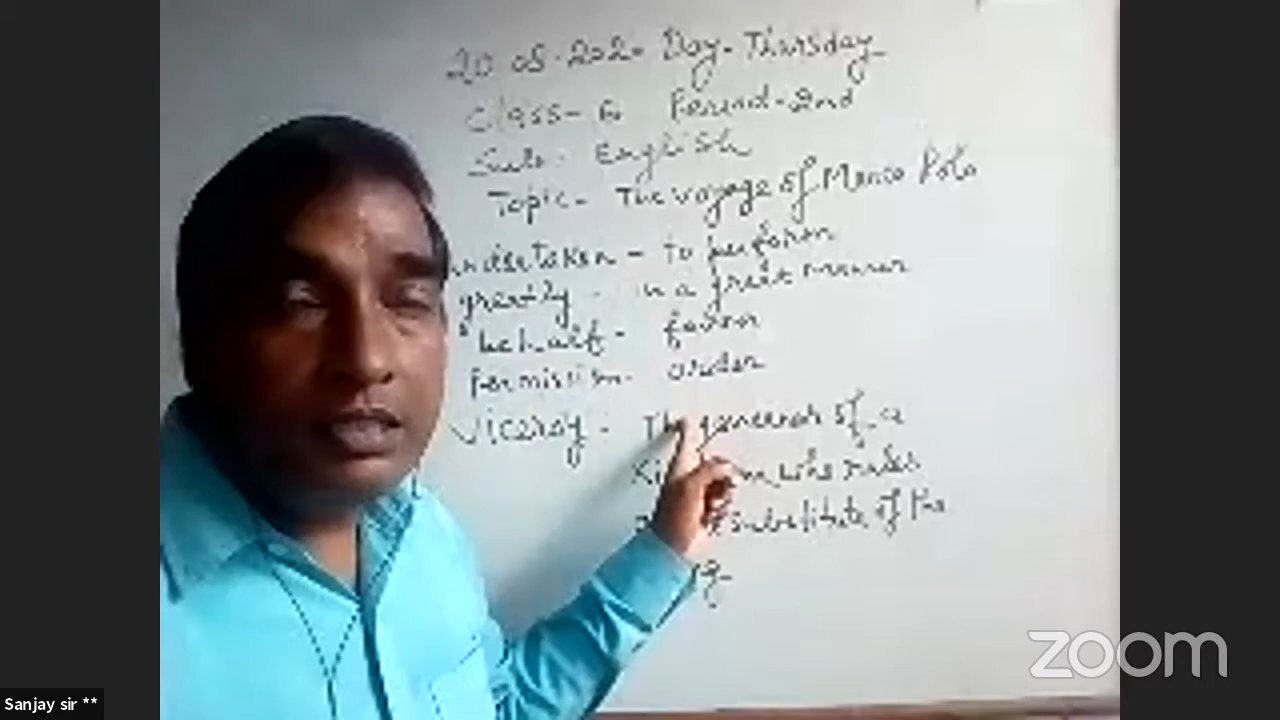 20.08.2020 Day- Thursday
Class- 6 Period- 2nd
Sub- English
Topic- The voyage of Marco Polo
undertaken - to perform
greatly - in a great manner
behalf - favor
Permission- order
Viceroy - The governor of a
who rules
substitute of the
Sanjay sir **
zoom